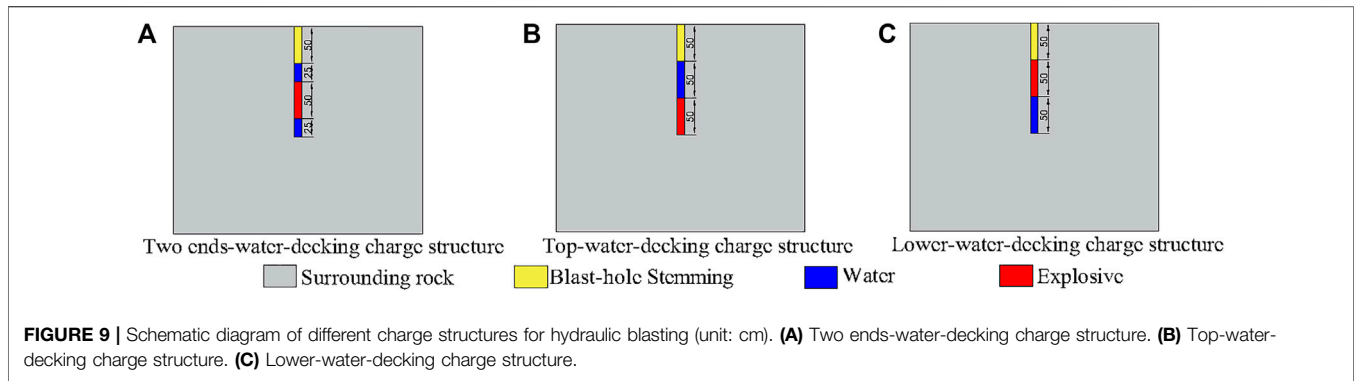 A
50
25
50
25
B
50
50
50
C
50
50
50
Two ends-water-decking charge structure
Top-water-decking charge structure
Lower-water-decking charge structure
Surrounding rock
Blast-hole Stemming
Water
Explosive
FIGURE 9 | Schematic diagram of different charge structures for hydraulic blasting (unit: cm). (A) Two ends-water-decking charge structure. (B) Top-water-
decking charge structure. (C) Lower-water-decking charge structure.